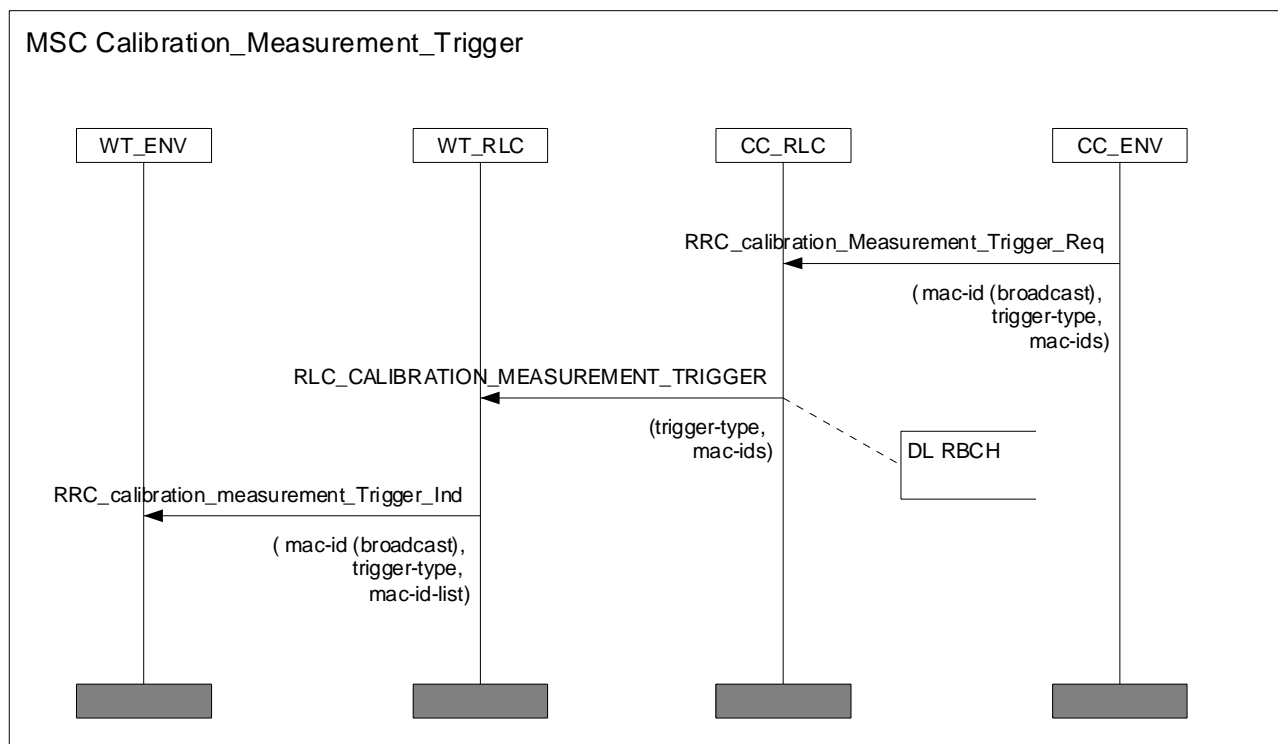 MSC Calibration_Measurement_Trigger
WT_ENV
WT_RLC
CC_RLC
CC_ENV
RRC_calibration_Measurement_Trigger_Req
( mac-id (broadcast),
trigger-type,
mac-ids)
RLC_CALIBRATION_MEASUREMENT_TRIGGER
(trigger-type,
mac-ids)
DL RBCH
RRC_calibration_measurement_Trigger_Ind
( mac-id (broadcast),
trigger-type,
mac-id-list)